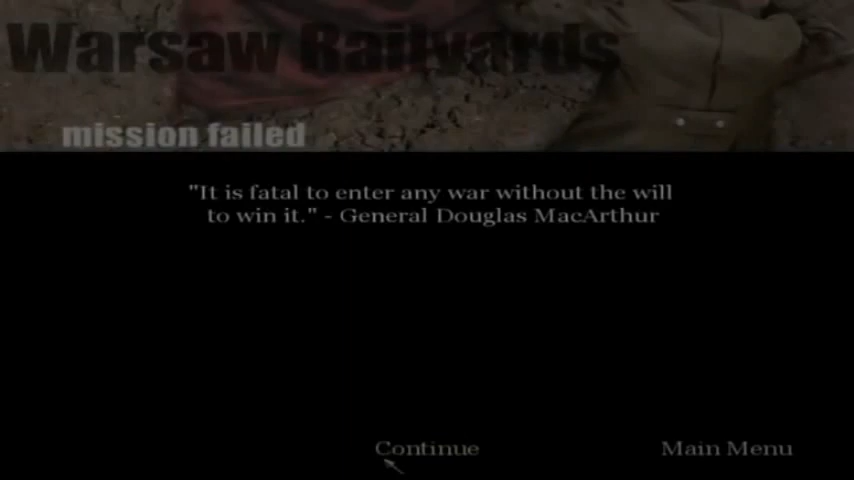 Warsaw Railyards
mission failed
"It is fatal to enter any war without the will
to win it." - General Douglas MacArthur
Continue
Main Menu